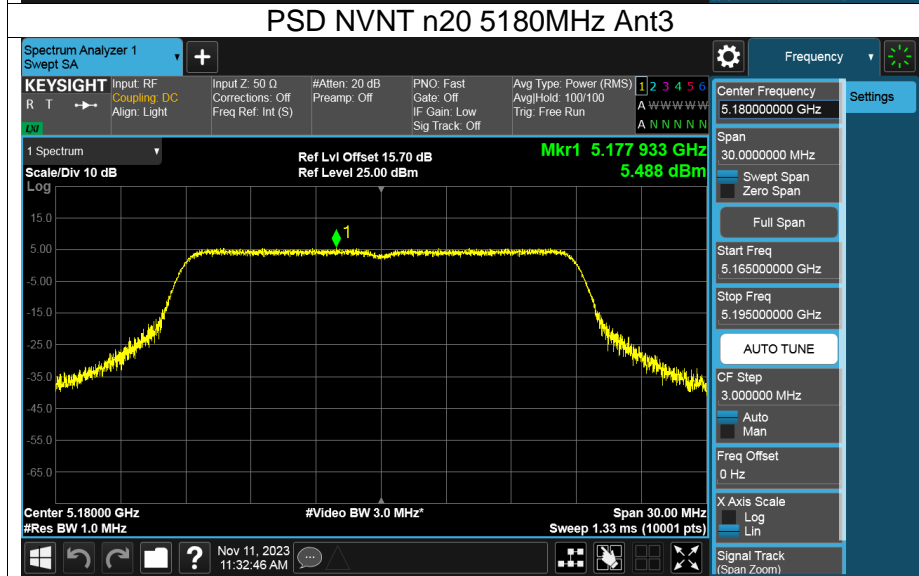 PSD NVNT n20 5180MHz Ant3
Spectrum Analyzer 1
Swept SA
+
Frequency
KEYSIGHT
R T
LXI
Input: RF
Coupling: DC
Align: Light
Input Z: 50 Ω
Corrections: Off
Freq Ref: Int (S)
#Atten: 20 dB
Preamp: Off
PNO: Fast
Gate: Off
IF Gain: Low
Sig Track: Off
Avg Type: Power (RMS)
Avg|Hold: 100/100
Trig: Free Run
1 2 3 4 5 6
A W W W W W
A N N N N N
1 Spectrum
Scale/Div 10 dB
Ref Lvl Offset 15.70 dB
Ref Level 25.00 dBm
Mkr1 5.177 933 GHz
5.488 dBm
Log
15.0
5.00
-5.00
-15.0
-25.0
-35.0
-45.0
-55.0
-65.0
1
Center 5.18000 GHz
#Res BW 1.0 MHz
#Video BW 3.0 MHz*
Span 30.00 MHz
Sweep 1.33 ms (10001 pts)
?
Nov 11, 2023
11:32:46 AM
Center Frequency
5.180000000 GHz
Settings
Span
30.0000000 MHz
Swept Span
Zero Span
Full Span
Start Freq
5.165000000 GHz
Stop Freq
5.195000000 GHz
AUTO TUNE
CF Step
3.000000 MHz
Auto
Man
Freq Offset
0 Hz
X Axis Scale
Log
Lin
Signal Track
(Span Zoom)